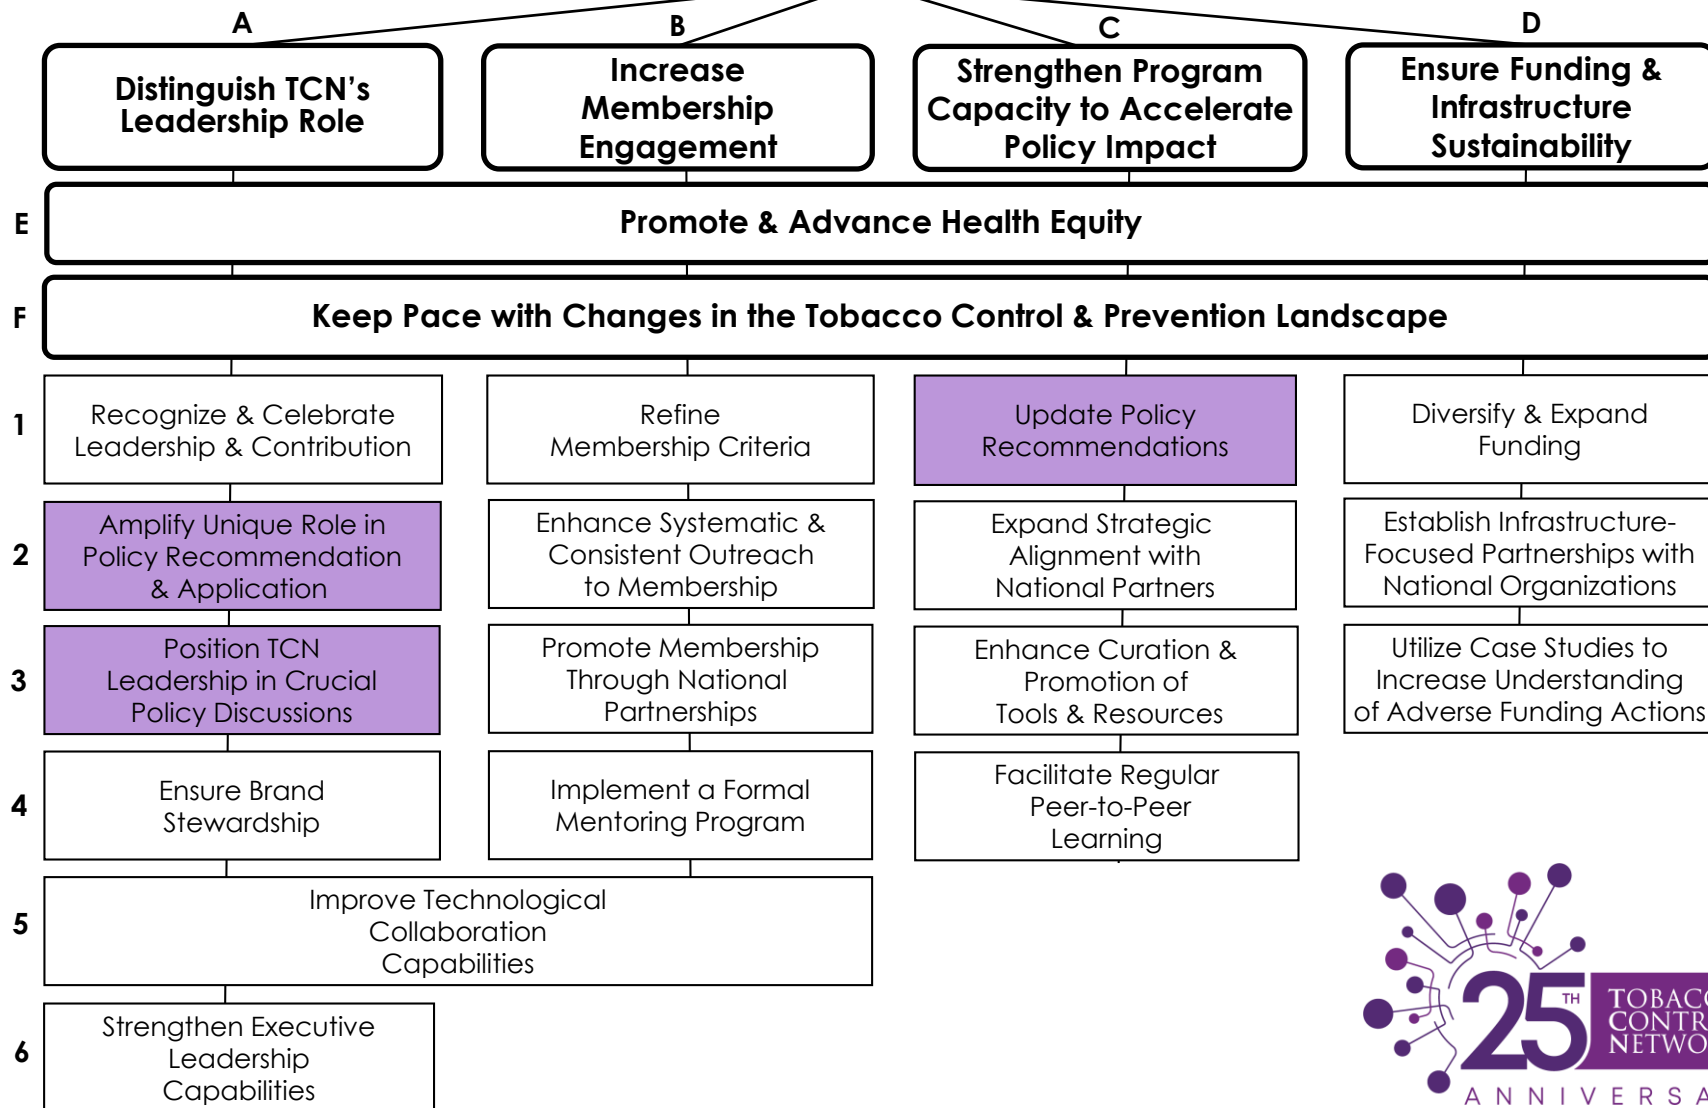 A
B
C
D
Distinguish TCN's
Leadership Role
Increase
Membership
Engagement
Strengthen Program
Capacity to Accelerate
Policy Impact
Ensure Funding &
Infrastructure
Sustainability
E
Promote & Advance Health Equity
F
Keep Pace with Changes in the Tobacco Control & Prevention Landscape
1
Recognize & Celebrate
Leadership & Contribution
Refine
Membership Criteria
Update Policy
Recommendations
Diversify & Expand
Funding
2
Amplify Unique Role in
Policy Recommendation
& Application
Enhance Systematic &
Consistent Outreach
to Membership
Expand Strategic
Alignment with
National Partners
Establish Infrastructure-
Focused Partnerships with
National Organizations
3
Position TCN
Leadership in Crucial
Policy Discussions
Promote Membership
Through National
Partnerships
Enhance Curation &
Promotion of
Tools & Resources
Utilize Case Studies to
Increase Understanding
of Adverse Funding Actions
4
Ensure Brand
Stewardship
Implement a Formal
Mentoring Program
Facilitate Regular
Peer-to-Peer
Learning
5
Improve Technological
Collaboration
Capabilities
6
Strengthen Executive
Leadership
Capabilities
25TH
TOBACC
CONTR
NETWO
ANNIVERSA